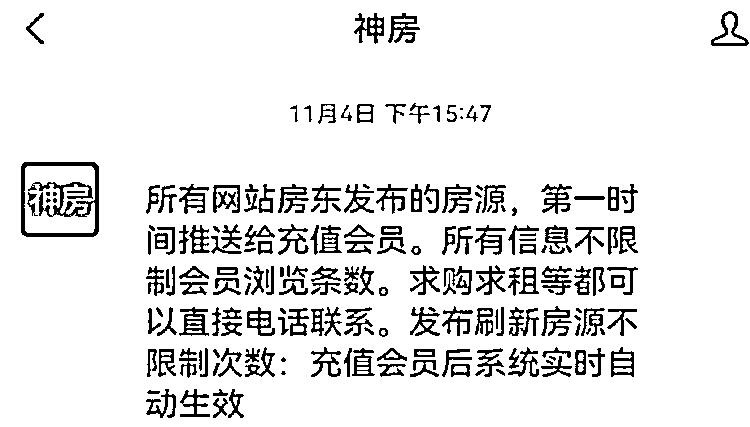 神房
11月4日 下午15:47
神房
所有网站房东发布的房源，第一时
间推送给充值会员。所有信息不限
制会员浏览条数。求购求租等都可
以直接电话联系。发布刷新房源不
限制次数：充值会员后系统实时自
动生效